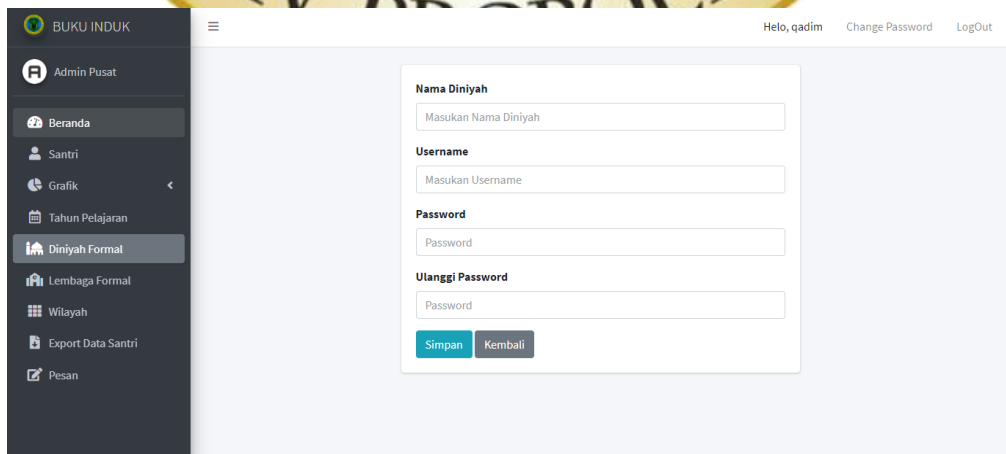 BUKU INDUK
Helo, qadim Change Password LogOut
Admin Pusat
Beranda
Santri
Grafik
Tahun Pelajaran
Diniyah Formal
Lembaga Formal
Wilayah
Export Data Santri
Pesan
Nama Diniyah
Masukan Nama Diniyah
Username
Masukan Username
Password
Password
Ulanggi Password
Password
Simpan Kembali